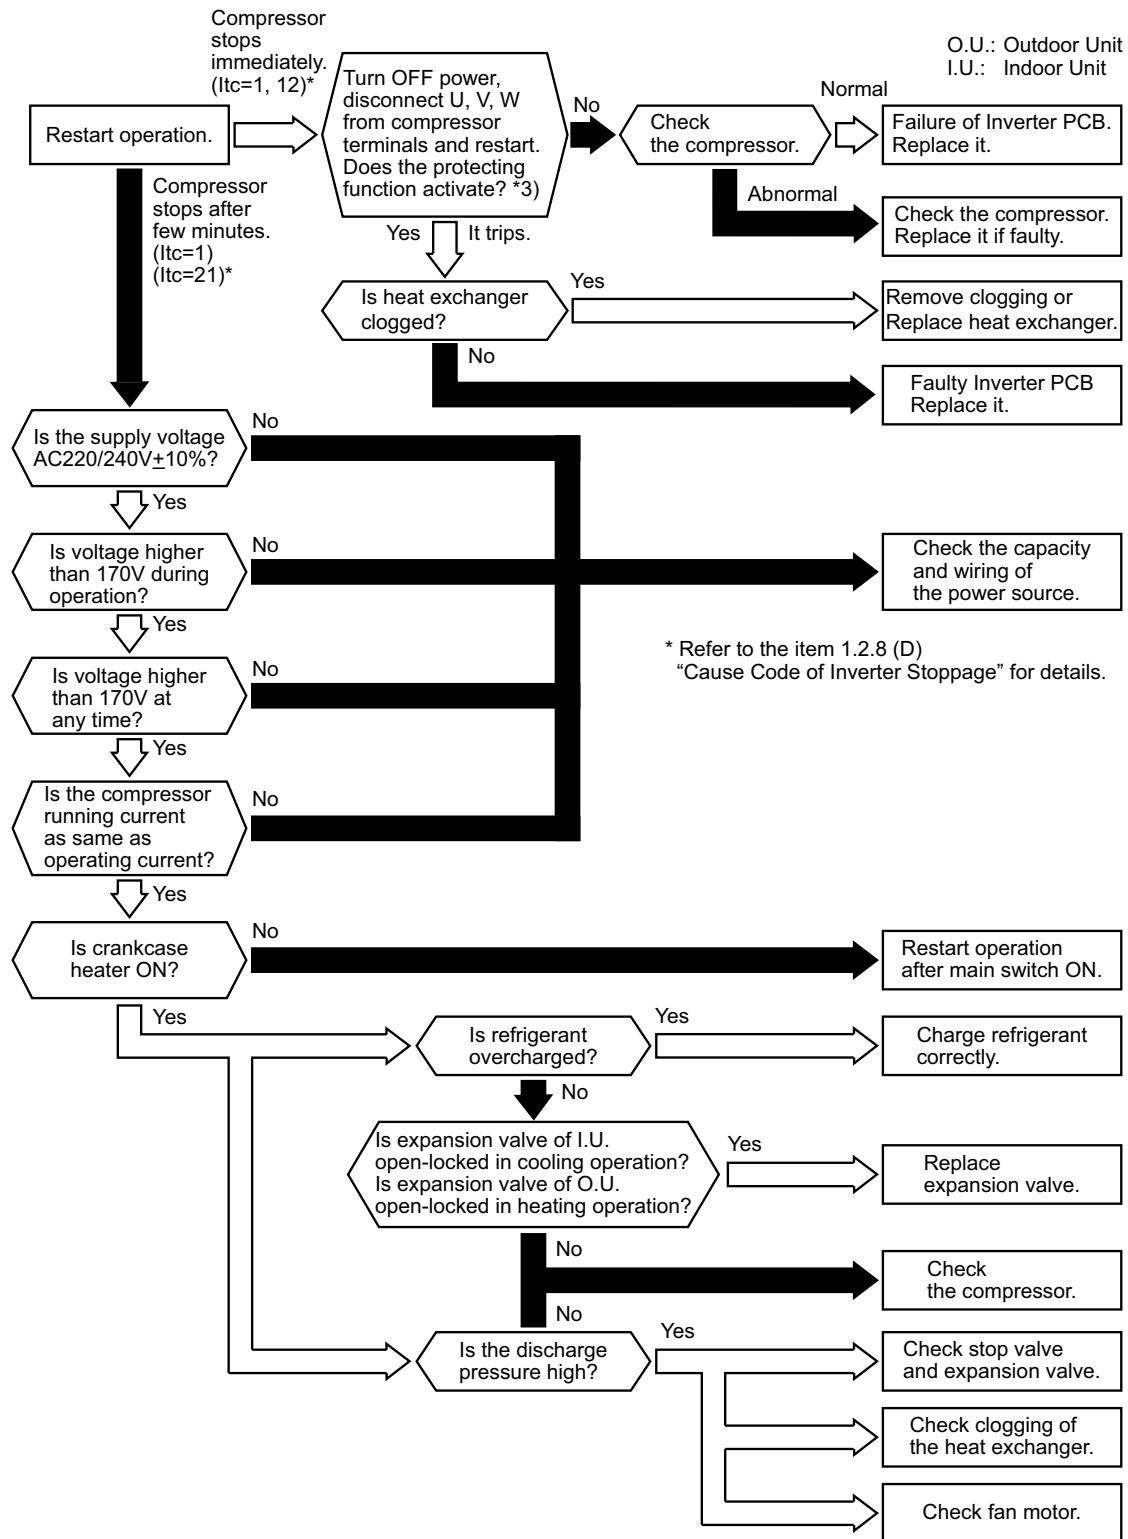 Compressor
stops
immediately.
(Itc=1, 12)*
O.U.: Outdoor Unit
I.U.: Indoor Unit
Restart operation.
Turn OFF power,
disconnect U, V, W
from compressor
terminals and restart.
Does the protecting
function activate? *3)
No
Check
the compressor.
Normal
Failure of Inverter PCB.
Replace it.
Abnormal
Check the compressor.
Replace it if faulty.
Compressor
stops after
few minutes.
(Itc=1)
(Itc=21)*
Yes
It trips.
Is heat exchanger
clogged?
Yes
Remove clogging or
Replace heat exchanger.
No
Faulty Inverter PCB
Replace it.
Is the supply voltage
AC220/240V±10%?
No
Yes
Is voltage higher
than 170V during
operation?
No
Check the capacity
and wiring of
the power source.
Yes
* Refer to the item 1.2.8 (D)
“Cause Code of Inverter Stoppage” for details.
Is voltage higher
than 170V at
any time?
No
Yes
Is the compressor
running current
as same as
operating current?
No
Yes
Is crankcase
heater ON?
No
Restart operation
after main switch ON.
Yes
Is refrigerant
overcharged?
Yes
Charge refrigerant
correctly.
No
Is expansion valve of I.U.
open-locked in cooling operation?
Is expansion valve of O.U.
open-locked in heating operation?
Yes
Replace
expansion valve.
No
Check
the compressor.
No
Is the discharge
pressure high?
Yes
Check stop valve
and expansion valve.
Check clogging of
the heat exchanger.
Check fan motor.